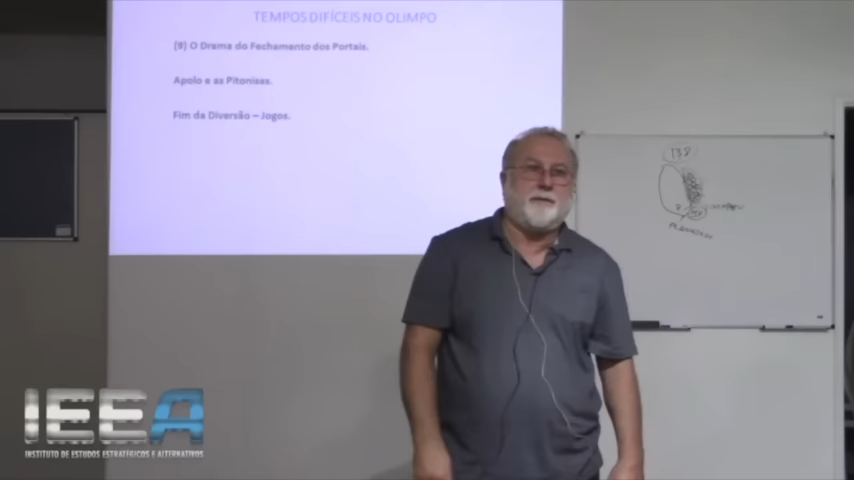 TEMPOS DIFÍCEIS NO OLIMPO
(9) O Drama do Fechamento dos Portais.
Apolo e as Pitonisas.
Fim da Diversão – Jogos.
138
IEEA
INSTITUTO DE ESTUDOS ESTRATÉGICOS E ALTERNATIVOS